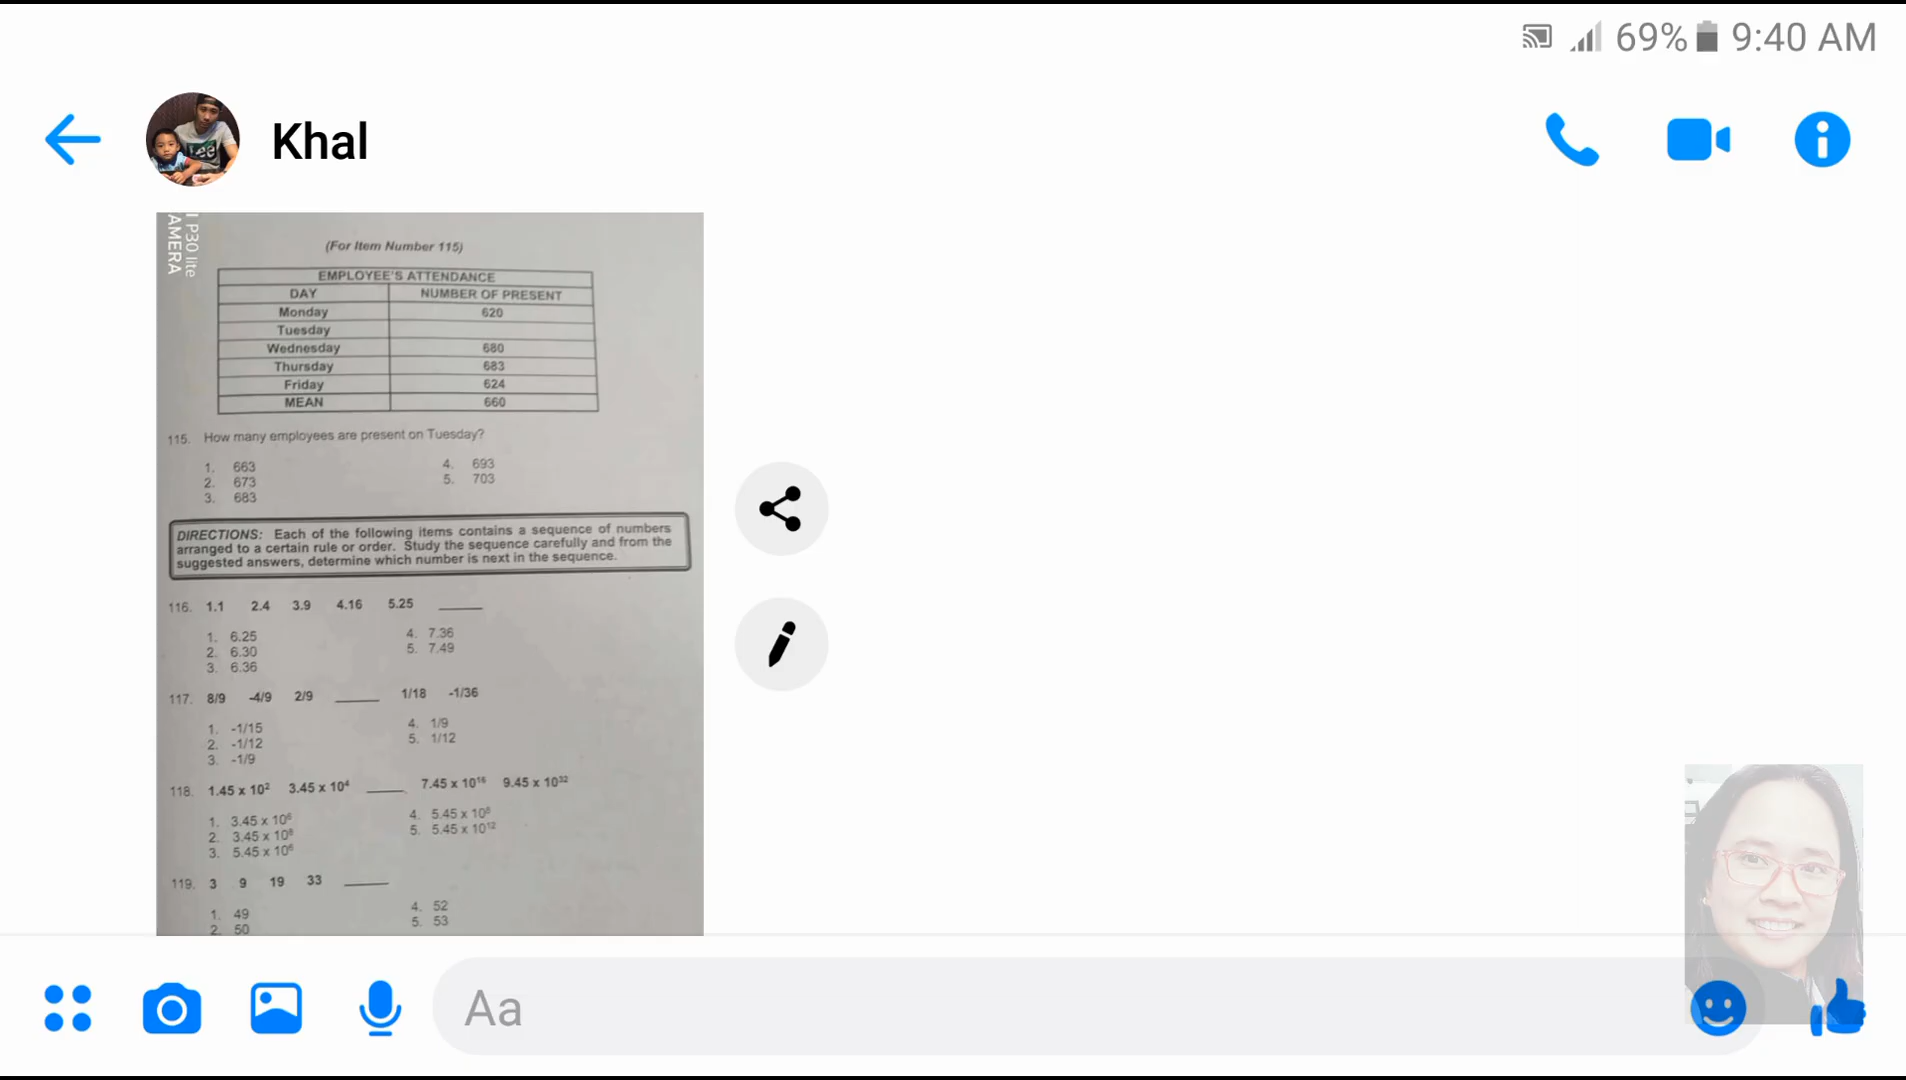 69% 9:40 AM
Khal
I P30 lite
AMERA
(For Item Number 115)
EMPLOYEE'S ATTENDANCE
DAY NUMBER OF PRESENT
Monday 620
Tuesday
Wednesday 680
Thursday 683
Friday 624
MEAN 660
115. How many employees are present on Tuesday?
1. 663 4. 693
2. 673 5. 703
3. 683
DIRECTIONS: Each of the following items contains a sequence of numbers
arranged to a certain rule or order. Study the sequence carefully and from the
suggested answers, determine which number is next in the sequence.
116. 1.1 2.4 3.9 4.16 5.25 ____
1. 6.25 4. 7.36
2. 6.30 5. 7.49
3. 6.36
117. 8/9 -4/9 2/9 ____ 1/18 -1/36
1. -1/15 4. 1/9
2. -1/12 5. 1/12
3. -1/9
118. 1.45 x 10² 3.45 x 10⁴ ____ 7.45 x 10¹⁶ 9.45 x 10³²
1. 3.45 x 10⁶ 4. 5.45 x 10⁸
2. 3.45 x 10⁸ 5. 5.45 x 10¹²
3. 5.45 x 10⁶
119. 3 9 19 33 ____
1. 49 4. 52
2. 50 5. 53
Aa